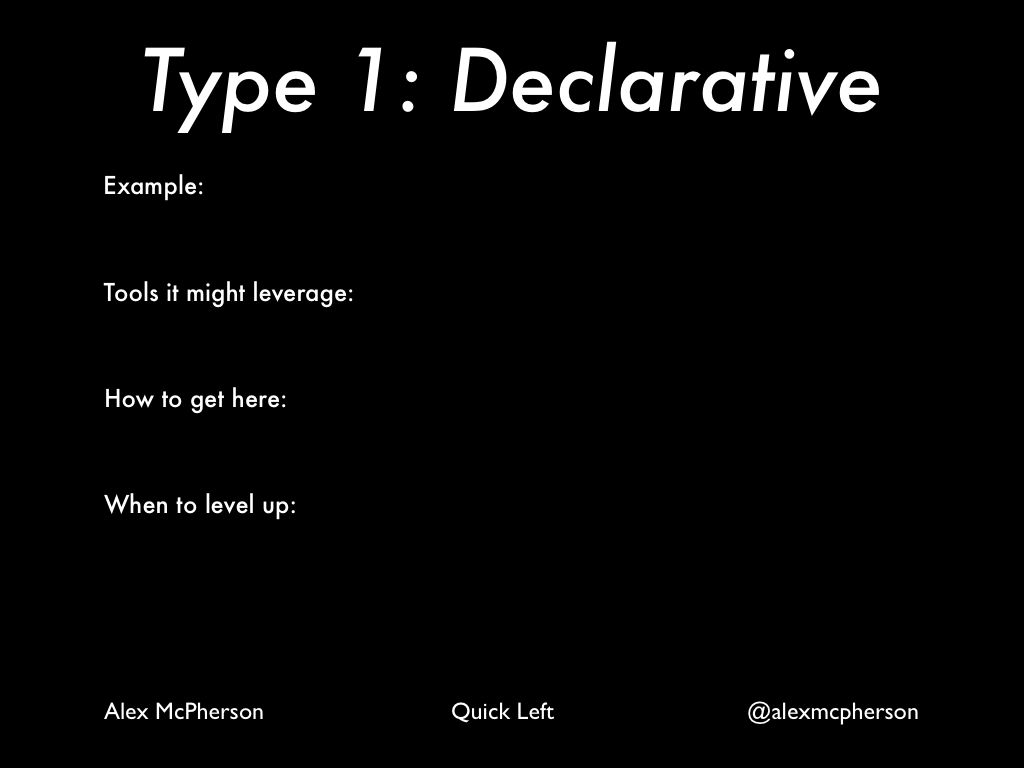 Type 1: Declarative
Example:
Tools it might leverage:
How to get here:
When to level up:
Alex McPherson Quick Left @alexmcpherson